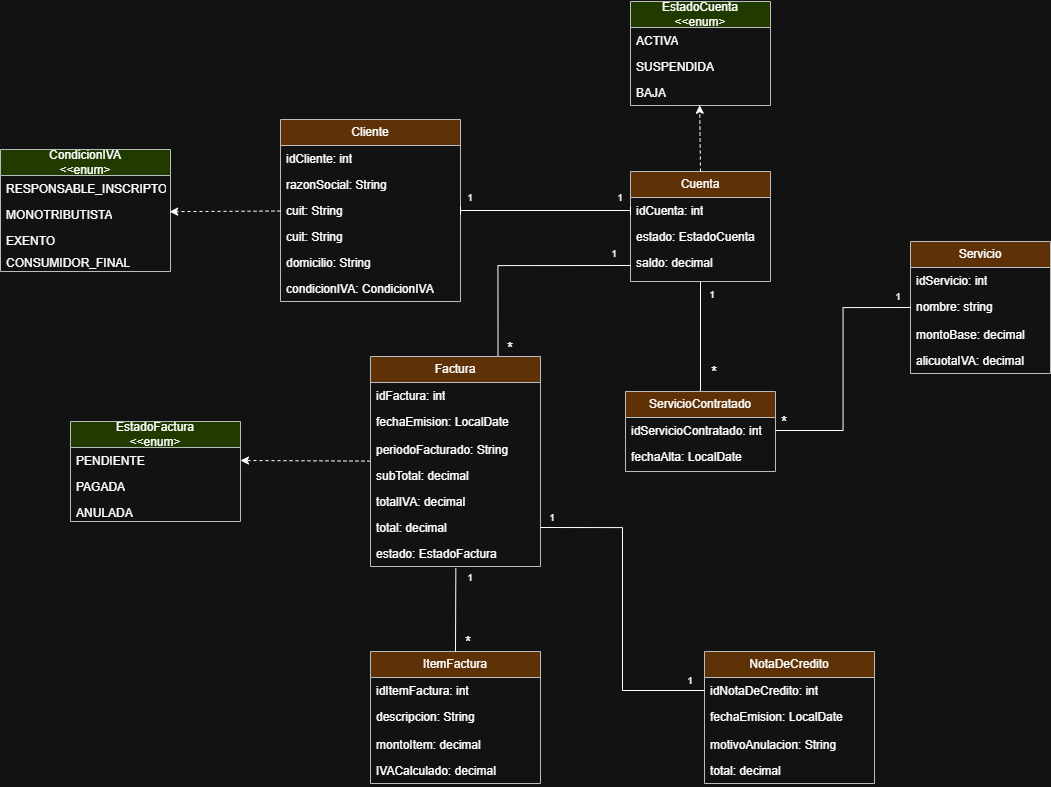 EstadoCuenta
<<enum>>
ACTIVA
SUSPENDIDA
BAJA
Cliente
idCliente: int
razonSocial: String
cuit: String
cuit: String
domicilio: String
condicionIVA: CondicionIVA
CondicionIVA
<<enum>>
RESPONSABLE_INSCRIPTO
MONOTRIBUTISTA
EXENTO
CONSUMIDOR_FINAL
1
1
Cuenta
idCuenta: int
estado: EstadoCuenta
saldo: decimal
1
*
1
*
Servicio
idServicio: int
nombre: string
montoBase: decimal
alicuotaIVA: decimal
1
*
ServicioContratado
idServicioContratado: int
fechaAlta: LocalDate
Factura
idFactura: int
fechaEmision: LocalDate
periodoFacturado: String
subTotal: decimal
totalIVA: decimal
total: decimal
estado: EstadoFactura
EstadoFactura
<<enum>>
PENDIENTE
PAGADA
ANULADA
1
1
1
*
ItemFactura
idItemFactura: int
descripcion: String
montoItem: decimal
IVACalculado: decimal
NotaDeCredito
idNotaDeCredito: int
fechaEmision: LocalDate
motivoAnulacion: String
total: decimal